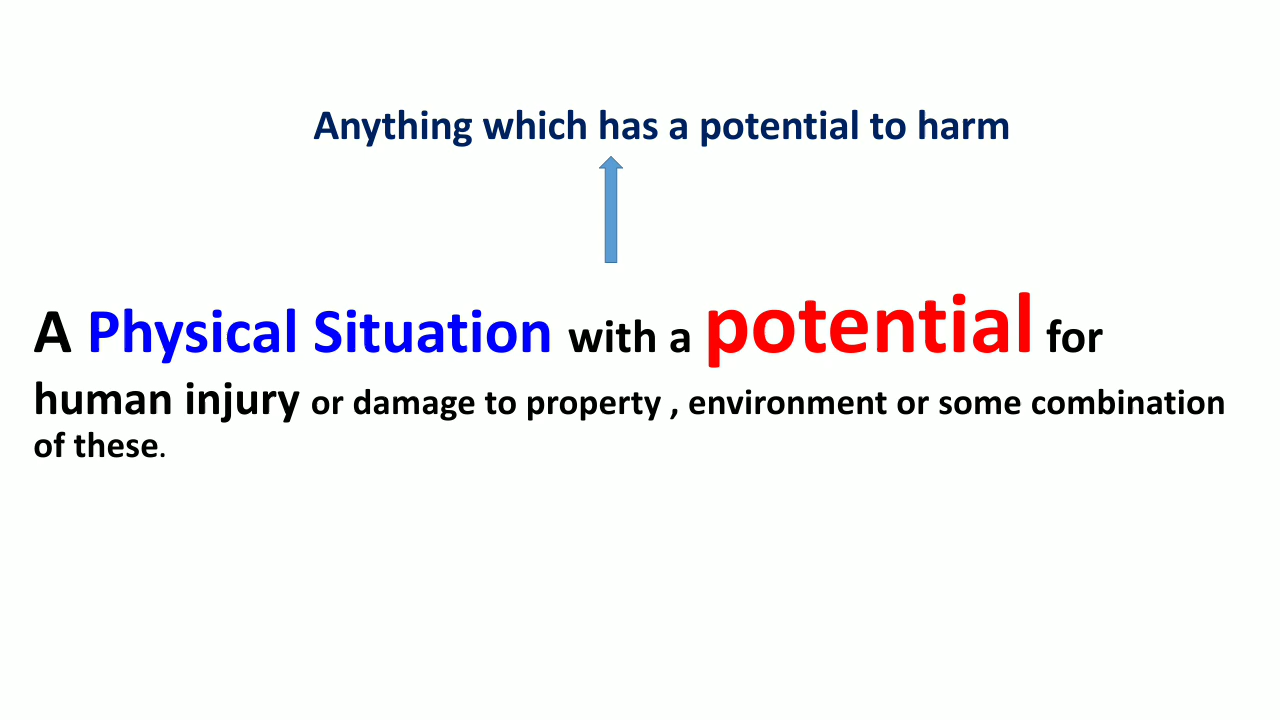 Anything which has a potential to harm
A Physical Situation with a potential for
human injury or damage to property , environment or some combination
of these.